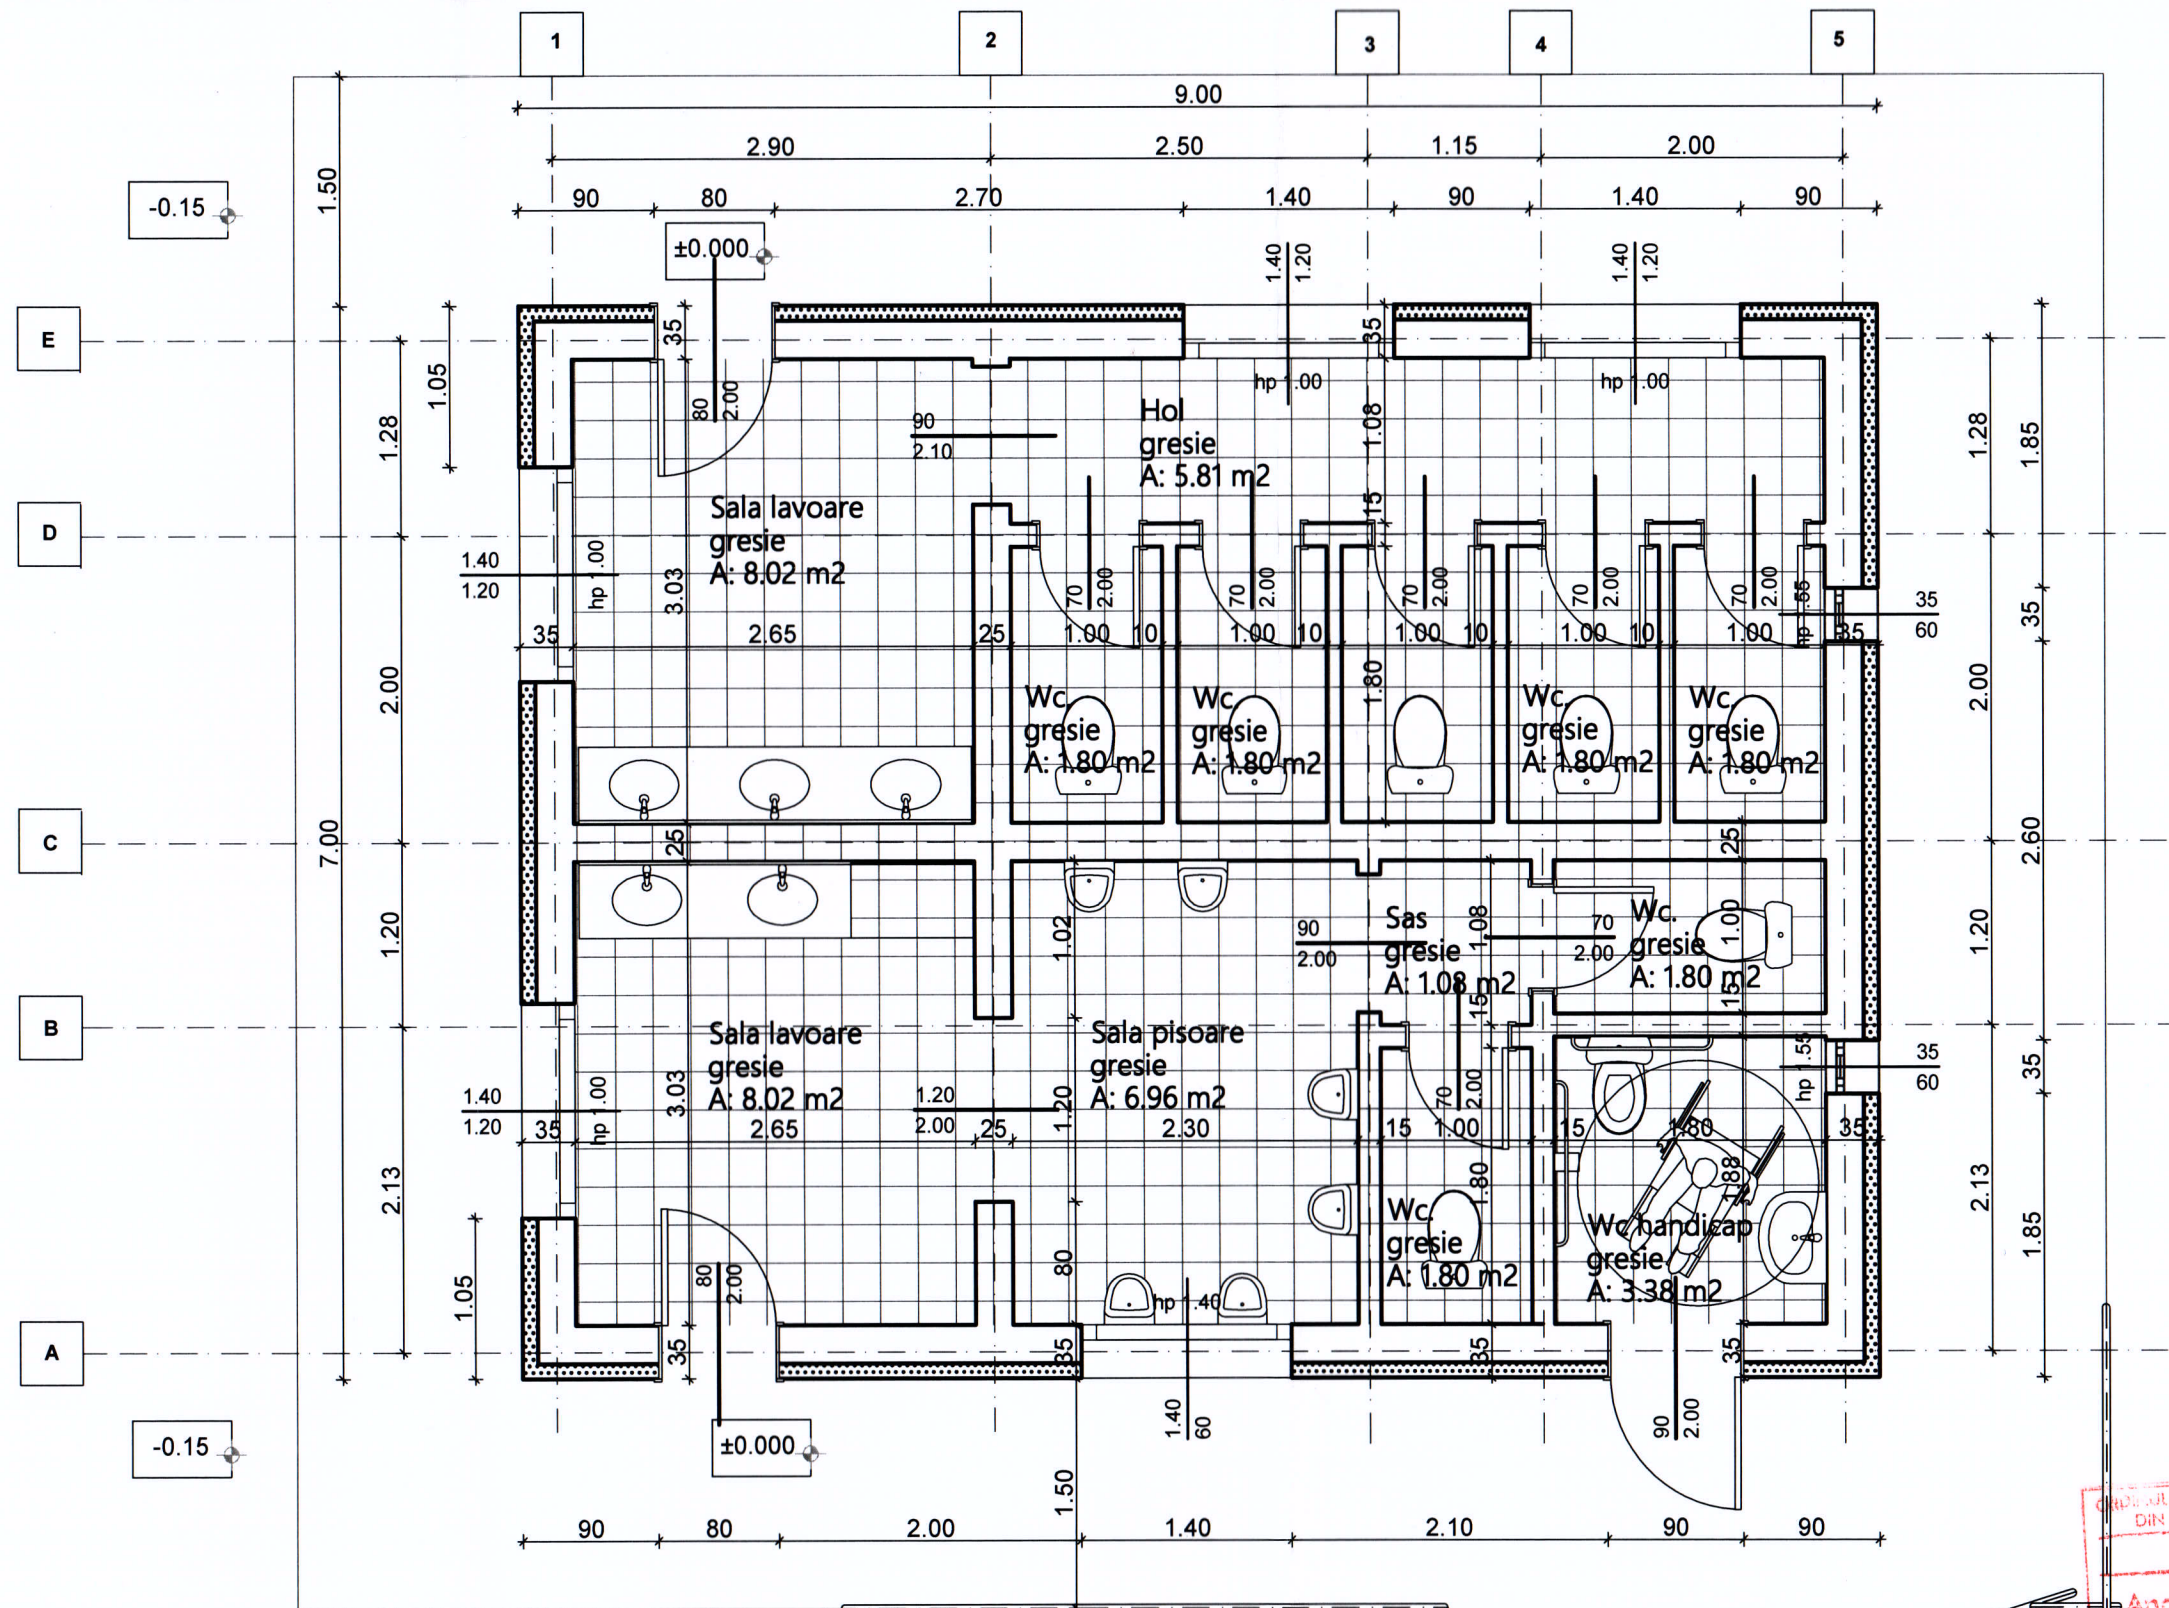 1 2 3 4 5
9.00
2.90 2.50 1.15 2.00
90 80 2.70 1.40 90 1.40 90
1.50
-0.15
±0.000
1.40
1.20
1.40
1.20
E
35
35
1.05
80
2.00
hp 1.00
hp 1.00
1.28
90
2.10
Hol
gresie
A: 5.81 m2
1.08
1.28
1.85
D
15
Sala lavoare
gresie
A: 8.02 m2
1.40
1.20
hp 1.00
3.03
70
2.00
70
2.00
70
2.00
70
2.00
70
2.00
hp 1.55
35
60
35
35 2.65 25 1.00 10 1.00 10 1.00 10 1.00 10 1.00 35
2.00
1.80
2.00
Wc.
gresie
A: 1.80 m2
Wc.
gresie
A: 1.80 m2
Wc.
gresie
A: 1.80 m2
Wc.
gresie
A: 1.80 m2
C
7.00
25
25
2.60
1.20
1.02
90
2.00
Sas
gresie
A: 1.08 m2
1.08
70
2.00
Wc.
gresie
A: 1.80 m2
1.00
1.20
15
15
B
Sala lavoare
gresie
A: 8.02 m2
Sala pisoare
gresie
A: 6.96 m2
1.40
1.20
hp 1.00
3.03
1.20
2.00
1.20
70
2.00
hp 1.55
35
60
35
35 2.65 25 2.30 15 1.00 15 1.80 35
2.13
1.80
1.88
2.13
Wc.
gresie
A: 1.80 m2
Wc handicap
gresie
A: 3.38 m2
1.85
1.05
80
2.00
80
hp 1.40
A
35
35
35
35
-0.15
±0.000
1.40
60
90
2.00
1.50
90 80 2.00 1.40 2.10 90 90
DIN